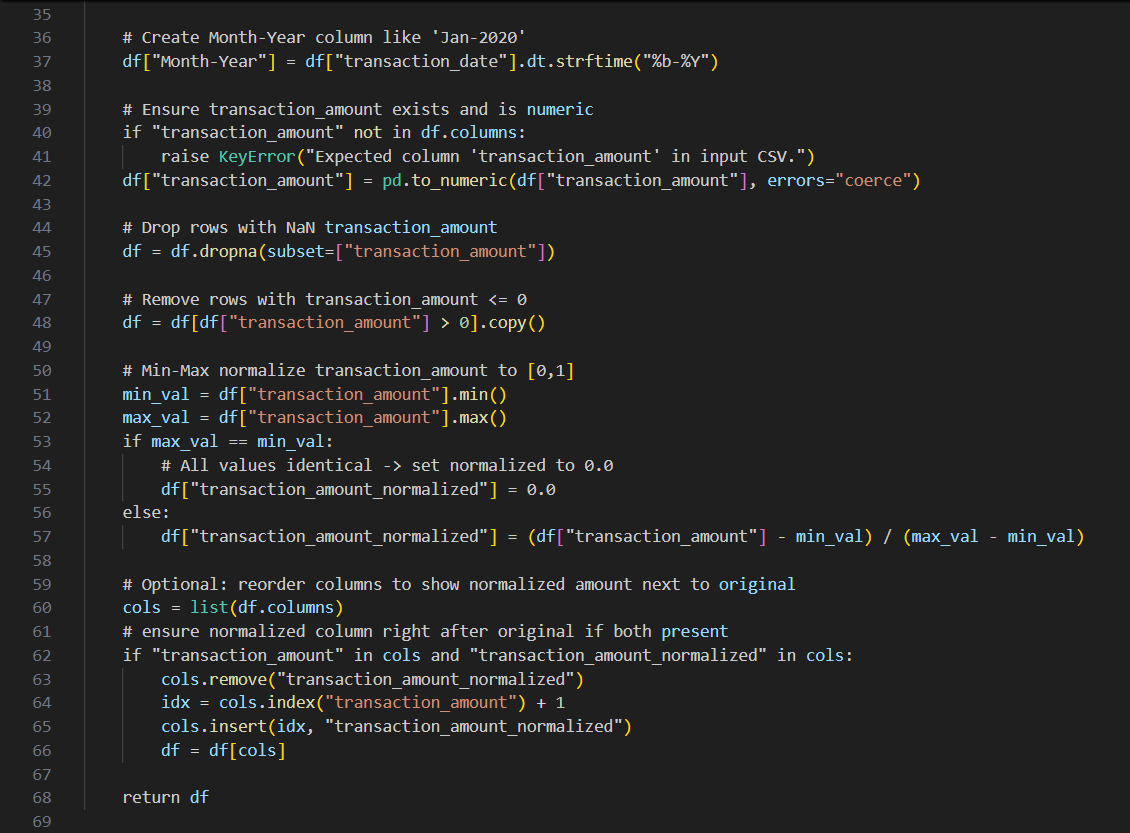 35
36 # Create Month-Year column like 'Jan-2020'
37 df["Month-Year"] = df["transaction_date"].dt.strftime("%b-%Y")
38
39 # Ensure transaction_amount exists and is numeric
40 if "transaction_amount" not in df.columns:
41     raise KeyError("Expected column 'transaction_amount' in input CSV.")
42 df["transaction_amount"] = pd.to_numeric(df["transaction_amount"], errors="coerce")
43
44 # Drop rows with NaN transaction_amount
45 df = df.dropna(subset=["transaction_amount"])
46
47 # Remove rows with transaction_amount <= 0
48 df = df[df["transaction_amount"] > 0].copy()
49
50 # Min-Max normalize transaction_amount to [0,1]
51 min_val = df["transaction_amount"].min()
52 max_val = df["transaction_amount"].max()
53 if max_val == min_val:
54     # All values identical -> set normalized to 0.0
55     df["transaction_amount_normalized"] = 0.0
56 else:
57     df["transaction_amount_normalized"] = (df["transaction_amount"] - min_val) / (max_val - min_val)
58
59 # Optional: reorder columns to show normalized amount next to original
60 cols = list(df.columns)
61 # ensure normalized column right after original if both present
62 if "transaction_amount" in cols and "transaction_amount_normalized" in cols:
63     cols.remove("transaction_amount_normalized")
64     idx = cols.index("transaction_amount") + 1
65     cols.insert(idx, "transaction_amount_normalized")
66     df = df[cols]
67
68 return df
69